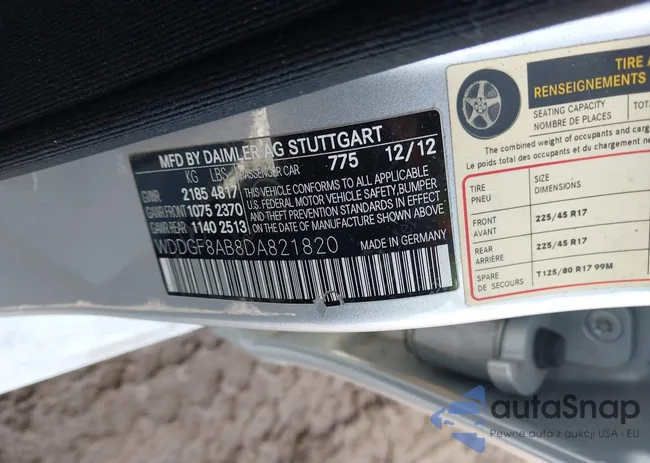 MFD BY DAIMLER AG STUTTGART
KG LBS PASSENGER CAR 775 12/12
GVWR 2185 4817
GAWR FRONT 1075 2370
GAWR REAR 1140 2513
THIS VEHICLE CONFORMS TO ALL APPLICABLE
U.S. FEDERAL MOTOR VEHICLE SAFETY, BUMPER,
AND THEFT PREVENTION STANDARDS IN EFFECT
ON THE DATE OF MANUFACTURE SHOWN ABOVE.
WDDGF8AB8DA821820
MADE IN GERMANY
TIRE A
RENSEIGNEMENTS
SEATING CAPACITY
NOMBRE DE PLACES
TOT
The combined weight of occupants and carg
Le poids total des occupants et du chargement
TIRE
PNEU
SIZE
DIMENSIONS
FRONT
AVANT
225/45 R17
REAR
ARRIÈRE
225/45 R17
SPARE
DE SECOURS
T125/80 R17 99M
autaSnap
Pewne auta z aukcji USA i EU